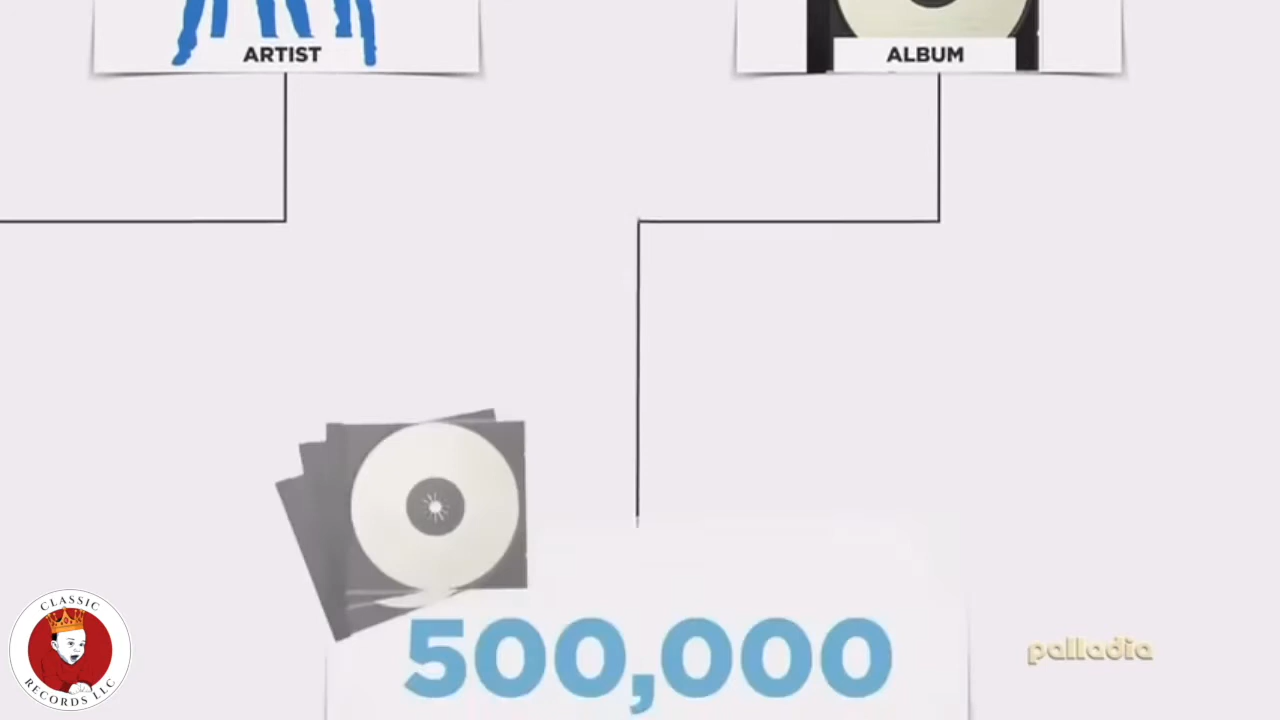 ARTIST
ALBUM
500,000
CLASSIC
RECORDS LLC
palladia